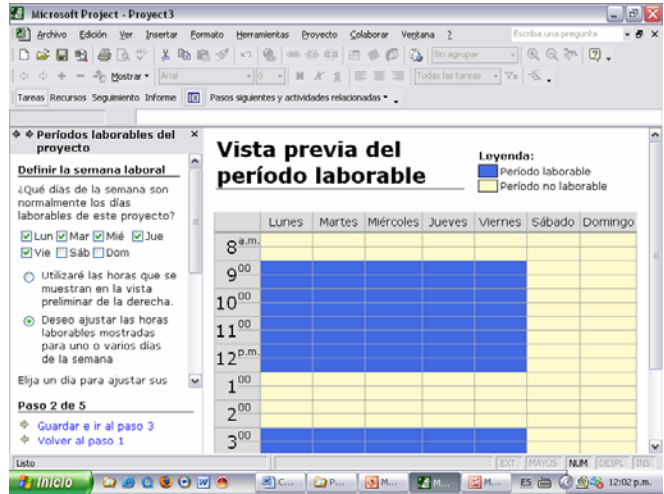 Microsoft Project - Proyect3
Archivo Edición Ver Insertar Formato Herramientas Proyecto Colaborar Ventana ? Escriba una pregunta
Mostrar Arial 8 N K S Todas las tareas Sin agrupar
Tareas Recursos Seguimiento Informe Pasos siguientes y actividades relacionadas
Períodos laborables del
proyecto
Definir la semana laboral
¿Qué días de la semana son
normalmente los días
laborables de este proyecto?
Lun Mar Mié Jue
Vie Sáb Dom
Utilizaré las horas que se
muestran en la vista
preliminar de la derecha.
Deseo ajustar las horas
laborables mostradas
para uno o varios días
de la semana
Elija un día para ajustar sus
Paso 2 de 5
Guardar e ir al paso 3
Volver al paso 1
Vista previa del
período laborable
Leyenda:
Período laborable
Período no laborable
Lunes Martes Miércoles Jueves Viernes Sábado Domingo
8 a.m.
9 00
10 00
11 00
12 p.m.
1 00
2 00
3 00
Listo EXT MAYÚS NUM DESPL INS
Inicio C... P... M... M... M... ES 12:02 p.m.